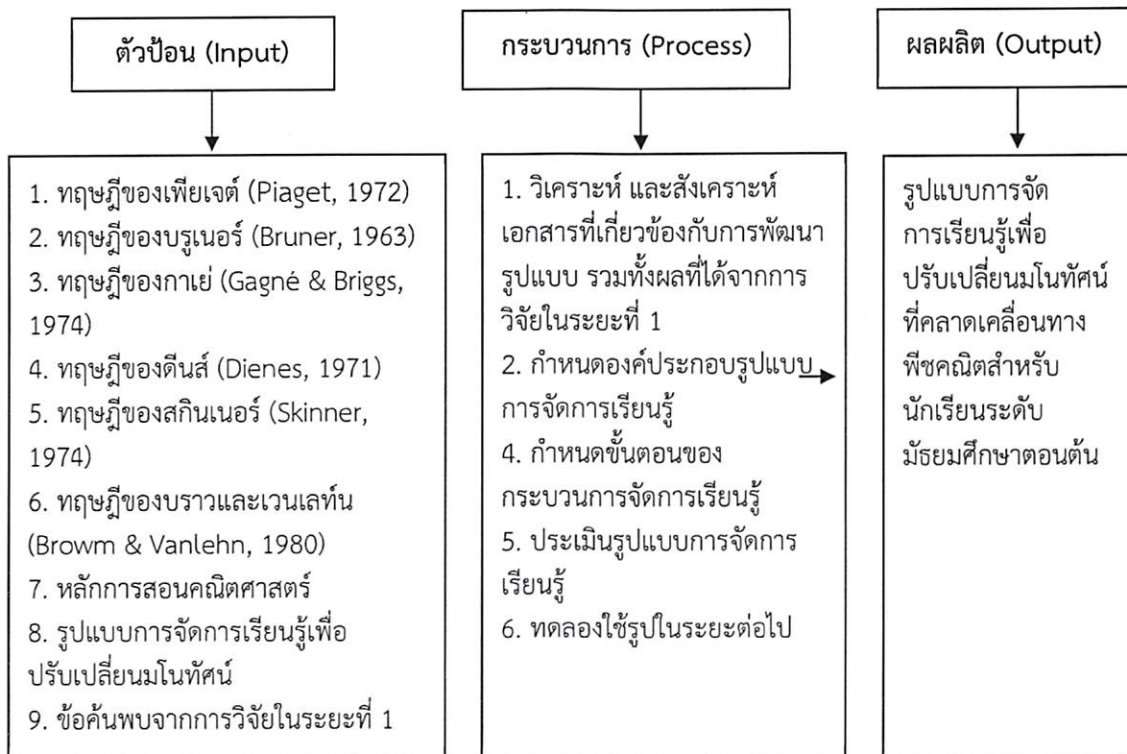 ตัวป้อน (Input)
กระบวนการ (Process)
ผลผลิต (Output)
1. ทฤษฎีของเพียเจต์ (Piaget, 1972)
2. ทฤษฎีของบรูเนอร์ (Bruner, 1963)
3. ทฤษฎีของกาเย่ (Gagné & Briggs,
1974)
4. ทฤษฎีของดีนส์ (Dienes, 1971)
5. ทฤษฎีของสกินเนอร์ (Skinner,
1974)
6. ทฤษฎีของบราวและเวนเลท์น
(Browm & Vanlehn, 1980)
7. หลักการสอนคณิตศาสตร์
8. รูปแบบการจัดการเรียนรู้เพื่อ
ปรับเปลี่ยนมโนทัศน์
9. ข้อค้นพบจากการวิจัยในระยะที่ 1
1. วิเคราะห์ และสังเคราะห์
เอกสารที่เกี่ยวข้องกับการพัฒนา
รูปแบบ รวมทั้งผลที่ได้จากการ
วิจัยในระยะที่ 1
2. กำหนดองค์ประกอบรูปแบบ
การจัดการเรียนรู้
4. กำหนดขั้นตอนของ
กระบวนการจัดการเรียนรู้
5. ประเมินรูปแบบการจัดการ
เรียนรู้
6. ทดลองใช้รูปในระยะต่อไป
รูปแบบการจัด
การเรียนรู้เพื่อ
ปรับเปลี่ยนมโนทัศน์
ที่คลาดเคลื่อนทาง
พีชคณิตสำหรับ
นักเรียนระดับ
มัธยมศึกษาตอนต้น